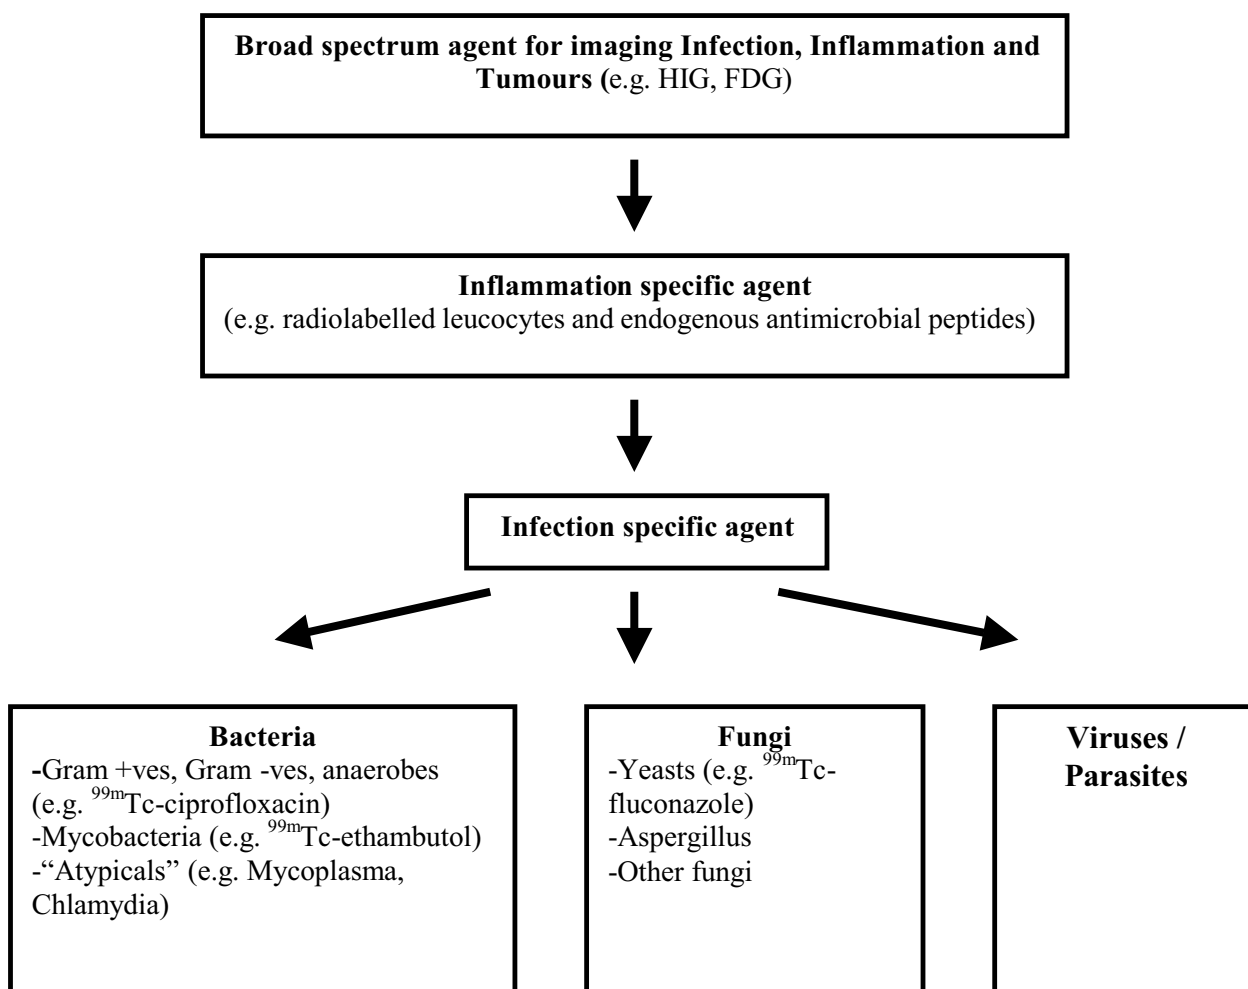 Broad spectrum agent for imaging Infection, Inflammation and
Tumours (e.g. HIG, FDG)
Inflammation specific agent
(e.g. radiolabelled leucocytes and endogenous antimicrobial peptides)
Infection specific agent
Bacteria
-Gram +ves, Gram -ves, anaerobes
(e.g. 99mTc-ciprofloxacin)
-Mycobacteria (e.g. 99mTc-ethambutol)
-“Atypicals” (e.g. Mycoplasma,
Chlamydia)
Fungi
-Yeasts (e.g. 99mTc-
fluconazole)
-Aspergillus
-Other fungi
Viruses /
Parasites